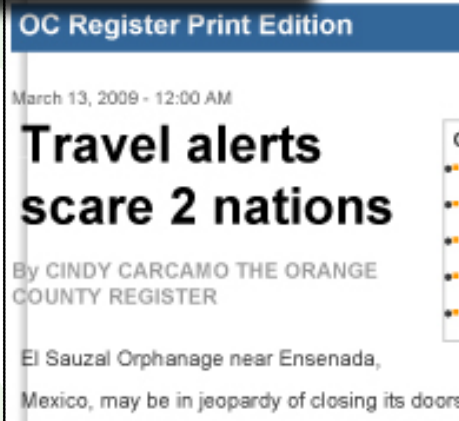 OC Register Print Edition
March 13, 2009 - 12:00 AM
Travel alerts
scare 2 nations
By CINDY CARCAMO THE ORANGE
COUNTY REGISTER
El Sauzal Orphanage near Ensenada,
Mexico, may be in jeopardy of closing its doors